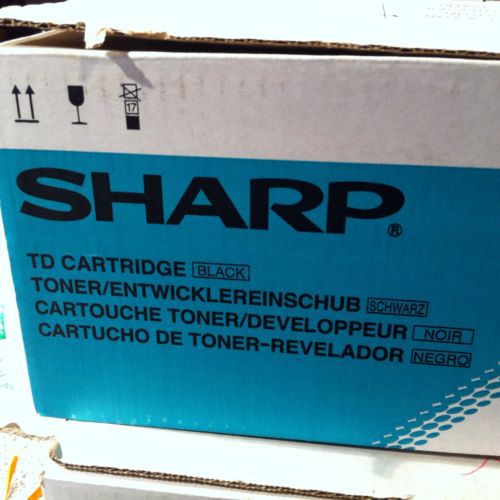 17
SHARP®
TD CARTRIDGE BLACK
TONER/ENTWICKLEREINSCHUB SCHWARZ
CARTOUCHE TONER/DEVELOPPEUR NOIR
CARTUCHO DE TONER-REVELADOR NEGRO